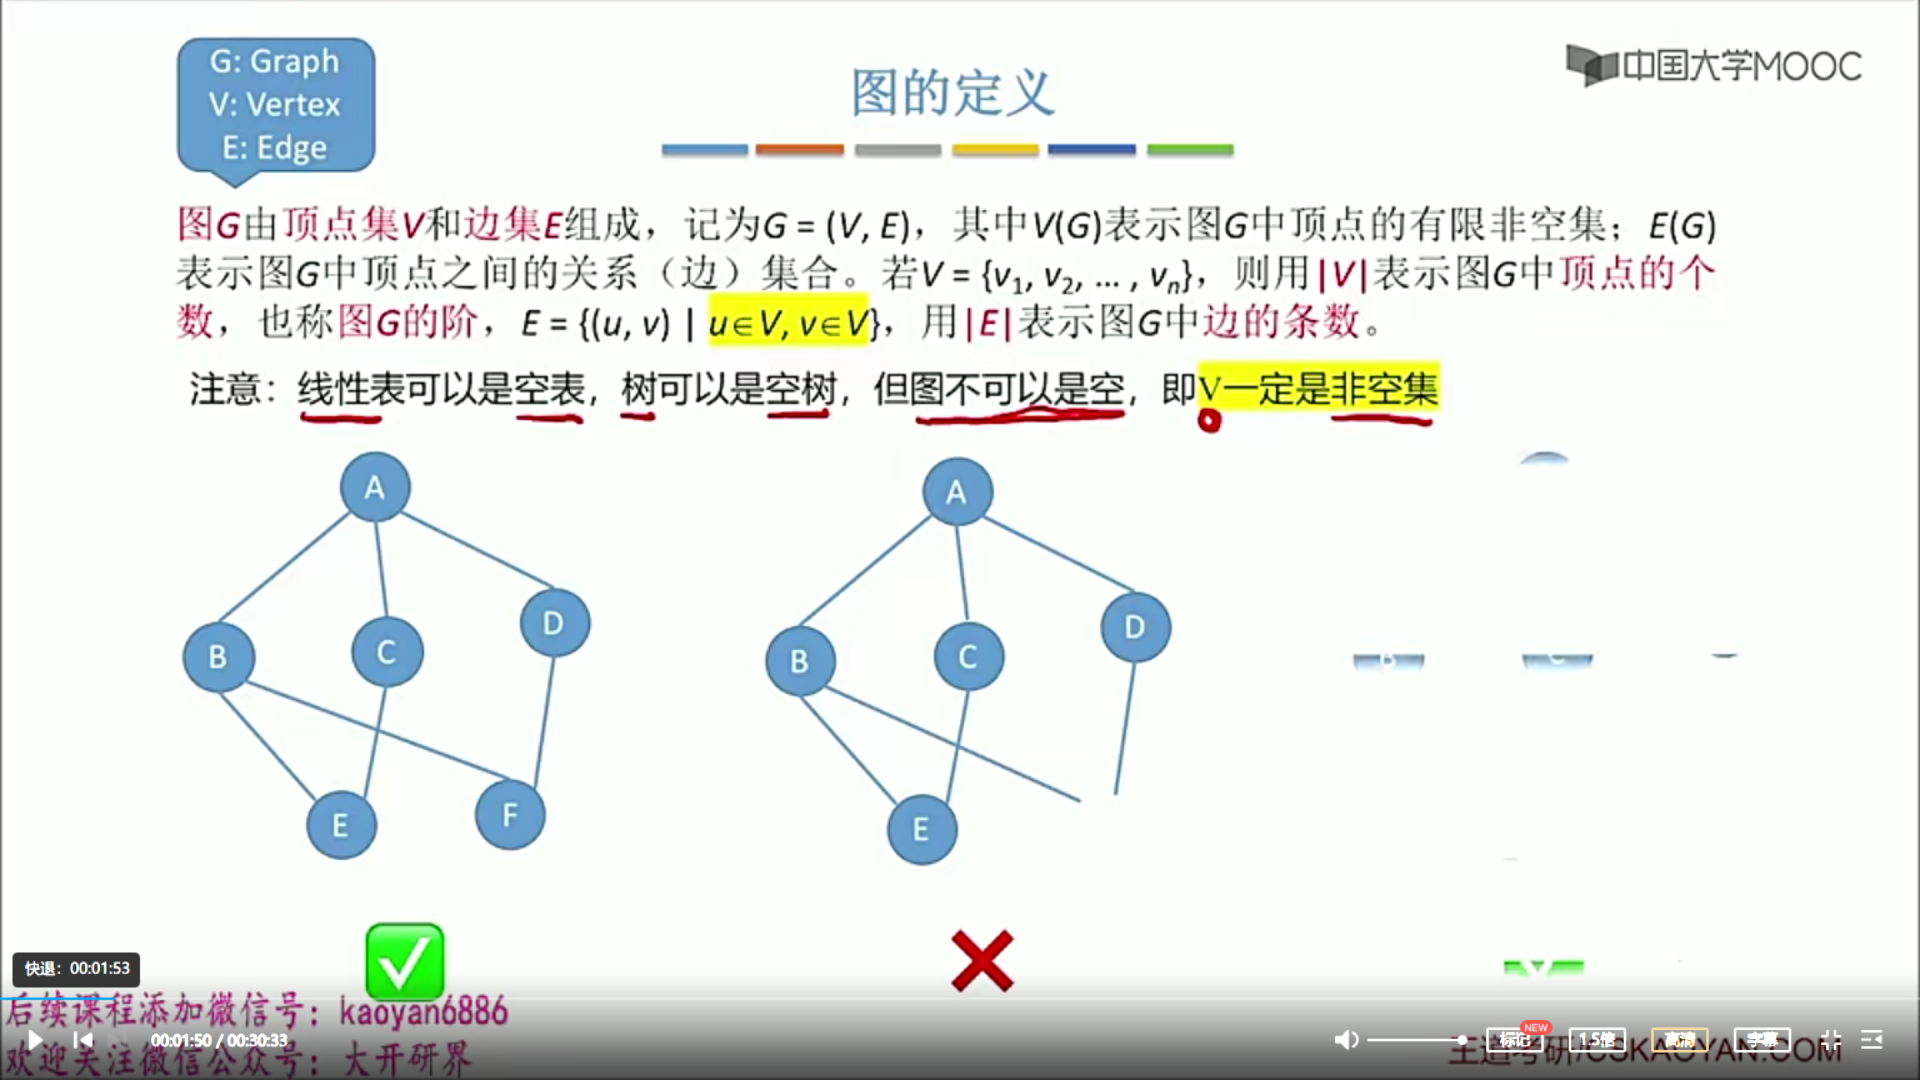 G: Graph
V: Vertex
E: Edge
图的定义
中国大学MOOC
图G由顶点集V和边集E组成，记为G = (V, E)，其中V(G)表示图G中顶点的有限非空集；E(G)
表示图G中顶点之间的关系（边）集合。若V = {v₁, v₂, … , vₙ}，则用|V|表示图G中顶点的个
数，也称图G的阶，E = {(u, v) | u∈V, v∈V}，用|E|表示图G中边的条数。
注意：线性表可以是空表，树可以是空树，但图不可以是空，即V一定是非空集
A
B
C
D
E
F
A
B
C
D
E
快退：00:01:53
后续课程添加微信号：kaoyan6886
00:01:50 / 00:30:33
NEW
标记
1.5倍
高清
字幕
欢迎关注微信公众号：大开研界
王道考研/CSKAOYAN.COM